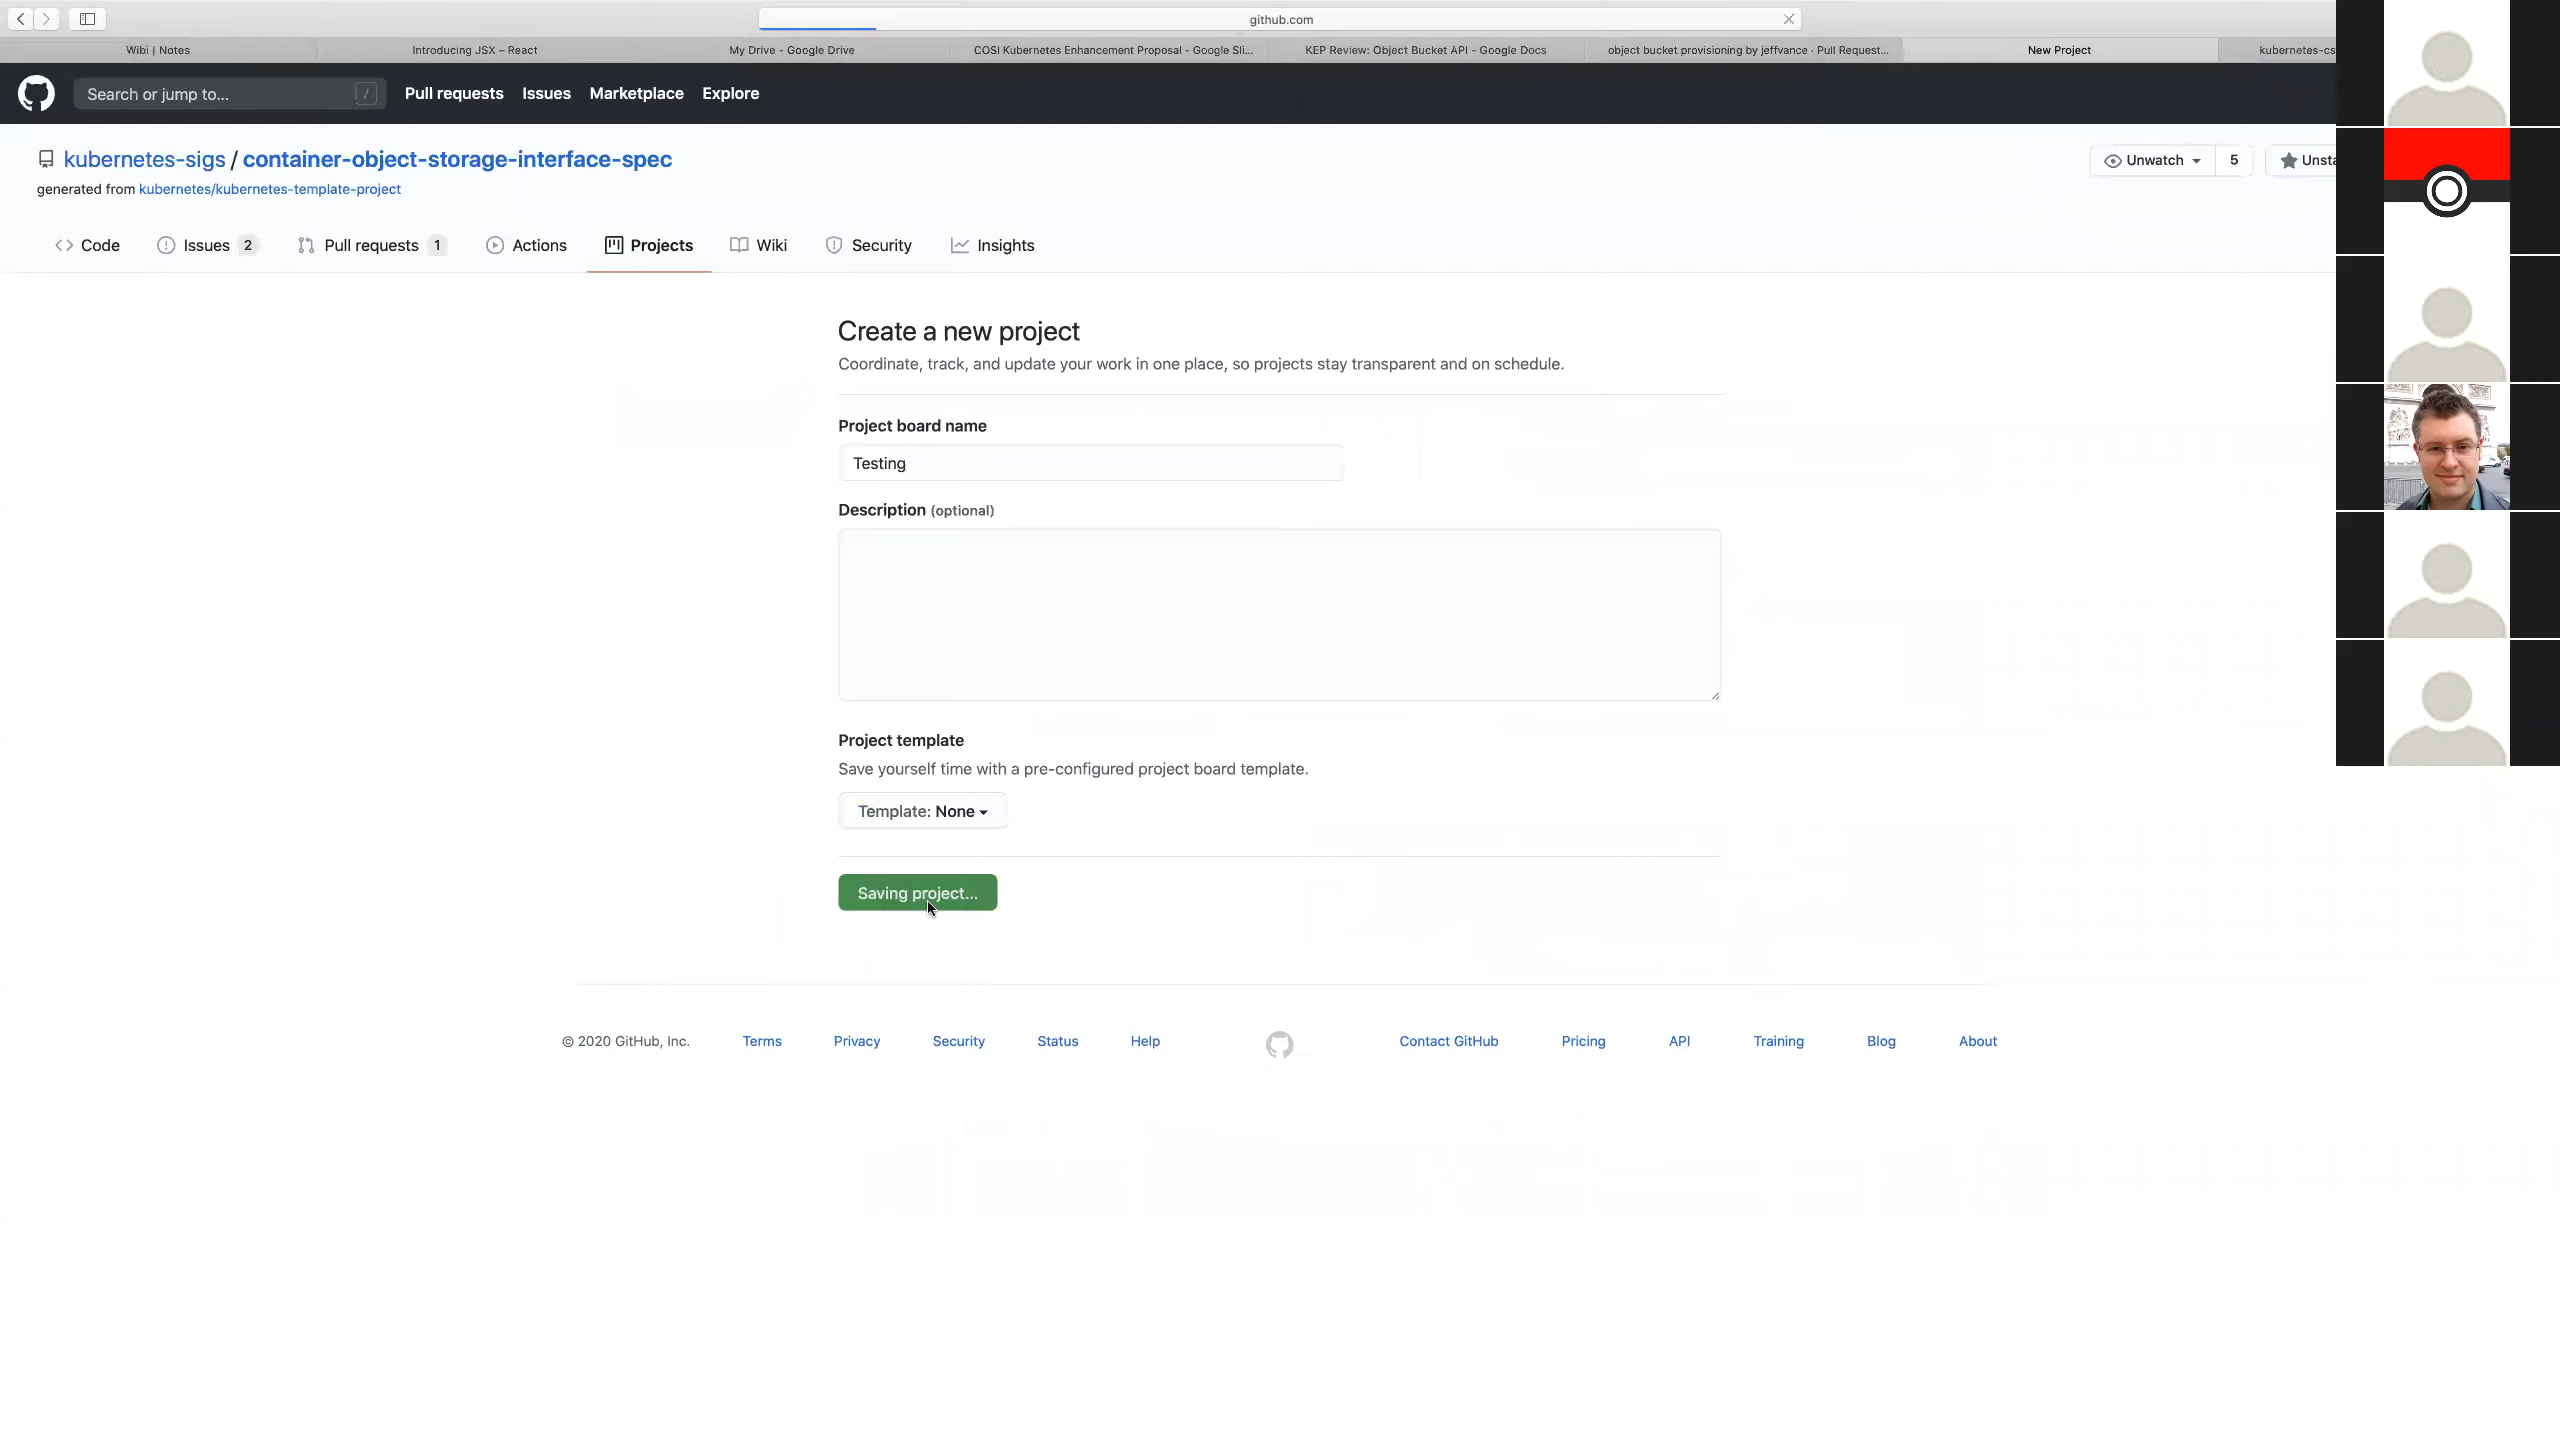 github.com
Wibi | Notes
Introducing JSX – React
My Drive - Google Drive
COSI Kubernetes Enhancement Proposal - Google Sli...
KEP Review: Object Bucket API - Google Docs
object bucket provisioning by jeffvance · Pull Request...
New Project
kubernetes-cs
Search or jump to...
/
Pull requests
Issues
Marketplace
Explore
kubernetes-sigs / container-object-storage-interface-spec
Unwatch
5
Unsta
generated from kubernetes/kubernetes-template-project
Code
Issues 2
Pull requests 1
Actions
Projects
Wiki
Security
Insights
Create a new project
Coordinate, track, and update your work in one place, so projects stay transparent and on schedule.
Project board name
Testing
Description (optional)
Project template
Save yourself time with a pre-configured project board template.
Template: None
Saving project...
© 2020 GitHub, Inc.
Terms
Privacy
Security
Status
Help
Contact GitHub
Pricing
API
Training
Blog
About